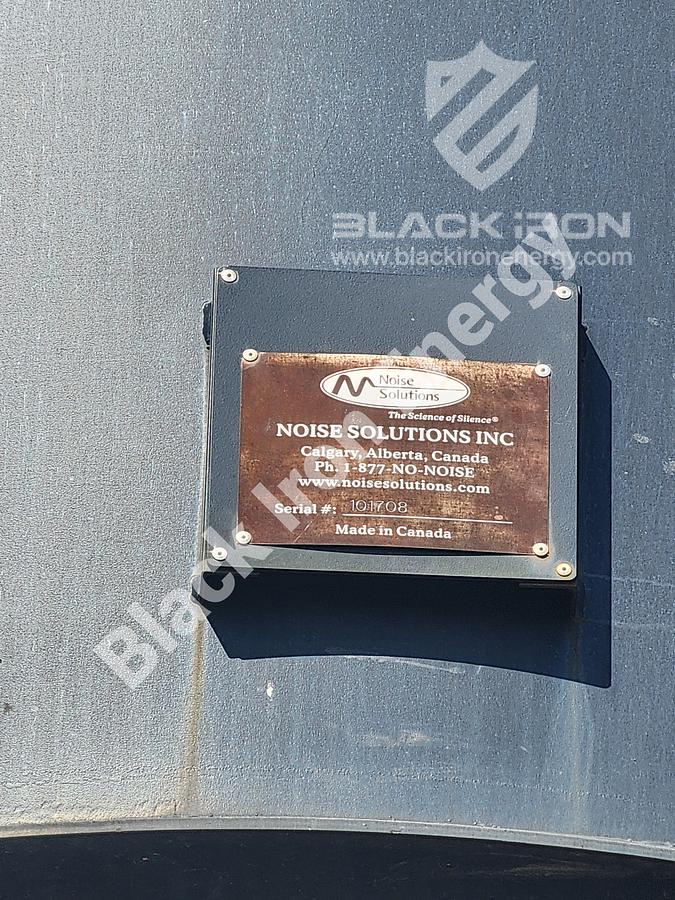 BLACK IRON
www.blackironenergy.com
Black Iron Energy
Noise
Solutions
The Science of Silence®
NOISE SOLUTIONS INC
Calgary, Alberta, Canada
Ph. 1-877-NO-NOISE
www.noisesolutions.com
Serial #: 101708
Made in Canada